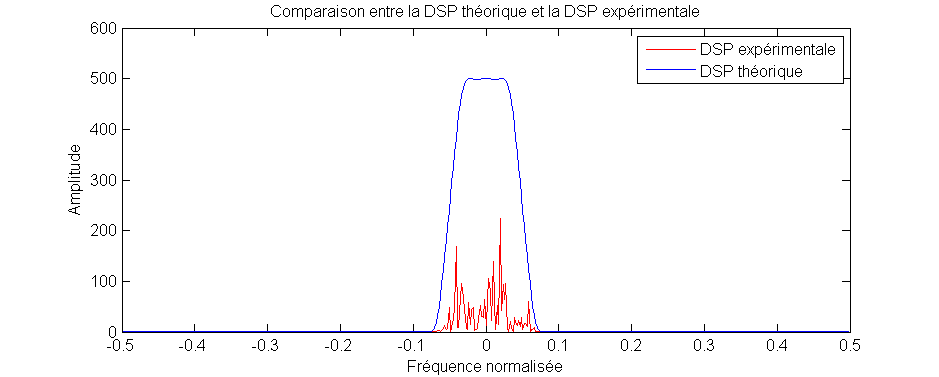 Comparaison entre la DSP théorique et la DSP expérimentale
600
500
400
300
200
100
0
Amplitude
DSP expérimentale
DSP théorique
-0.5 -0.4 -0.3 -0.2 -0.1 0 0.1 0.2 0.3 0.4 0.5
Fréquence normalisée